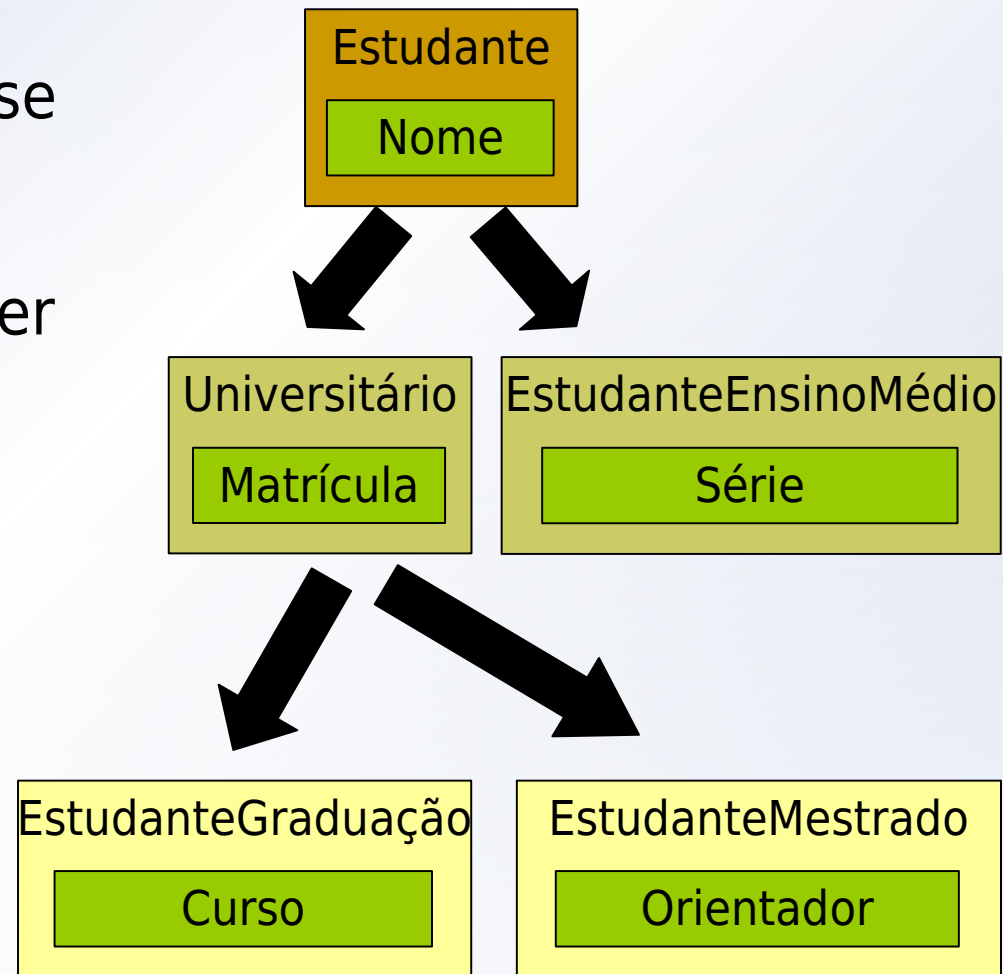 Estudante
se
Nome
er
Universitário
EstudanteEnsinoMédio
Matrícula
Série
EstudanteGraduação
EstudanteMestrado
Curso
Orientador